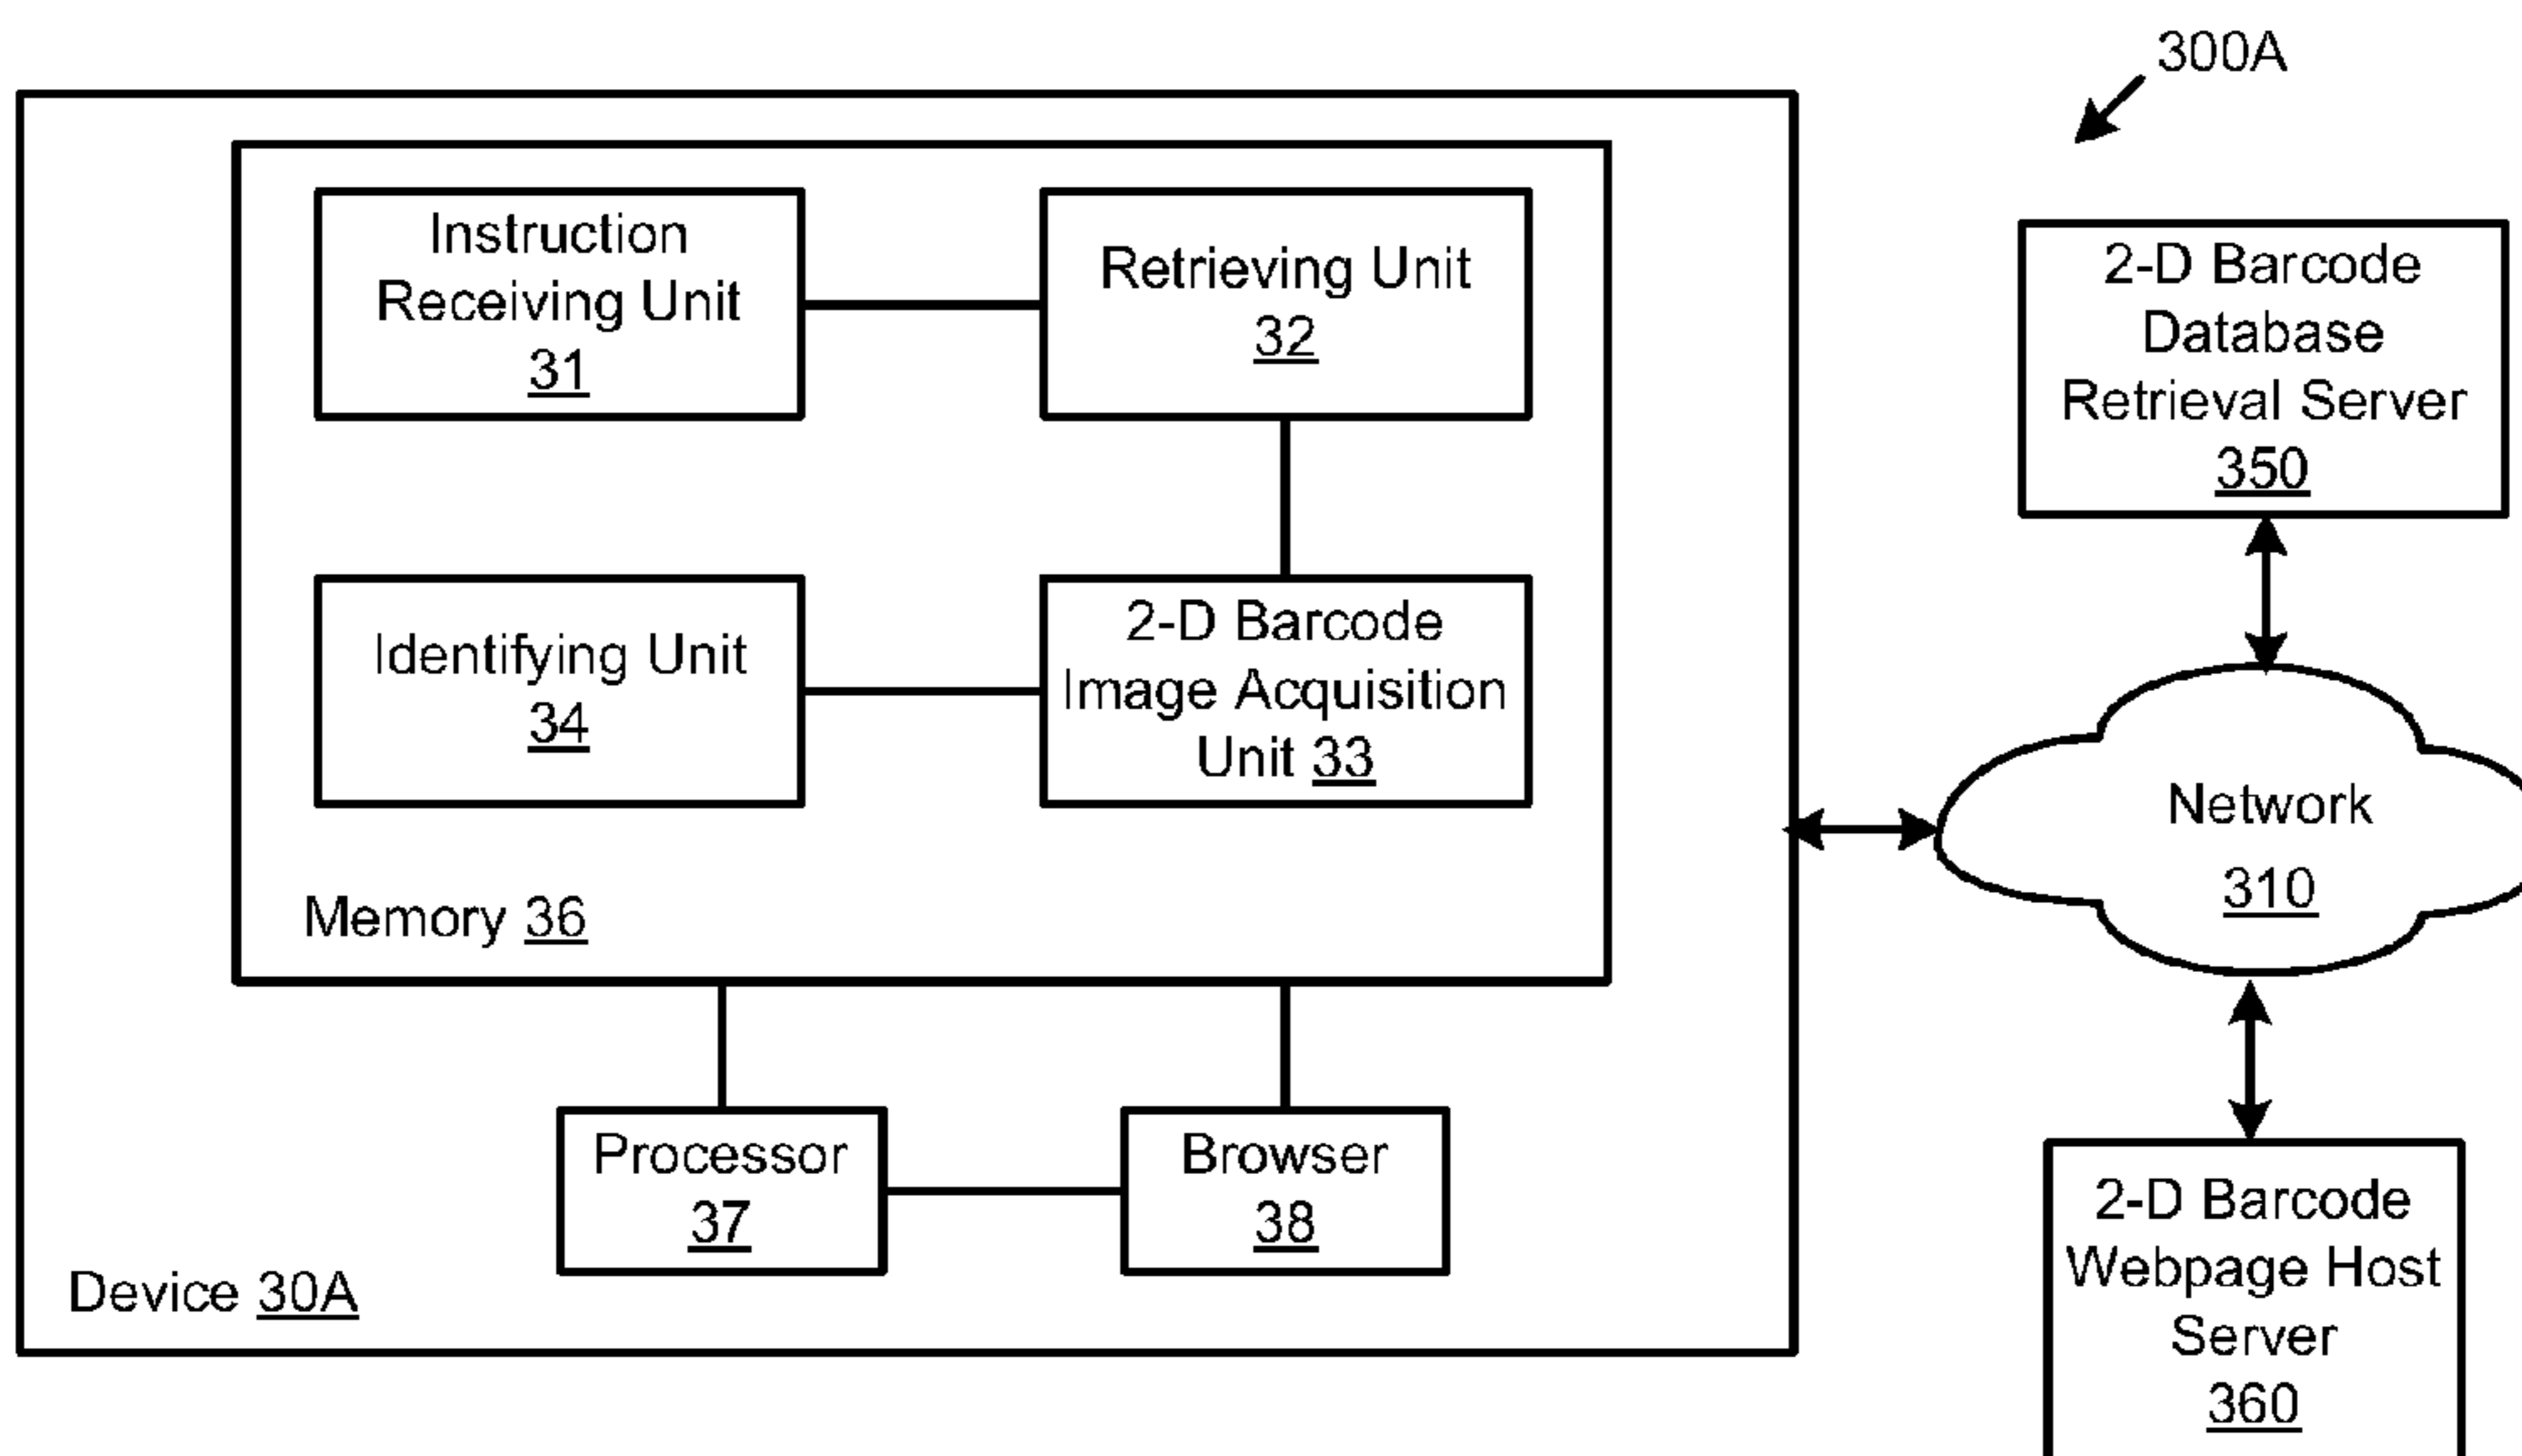 300A
Instruction
Receiving Unit
31
Retrieving Unit
32
Identifying Unit
34
2-D Barcode
Image Acquisition
Unit 33
Memory 36
Processor
37
Browser
38
Device 30A
2-D Barcode
Database
Retrieval Server
350
Network
310
2-D Barcode
Webpage Host
Server
360